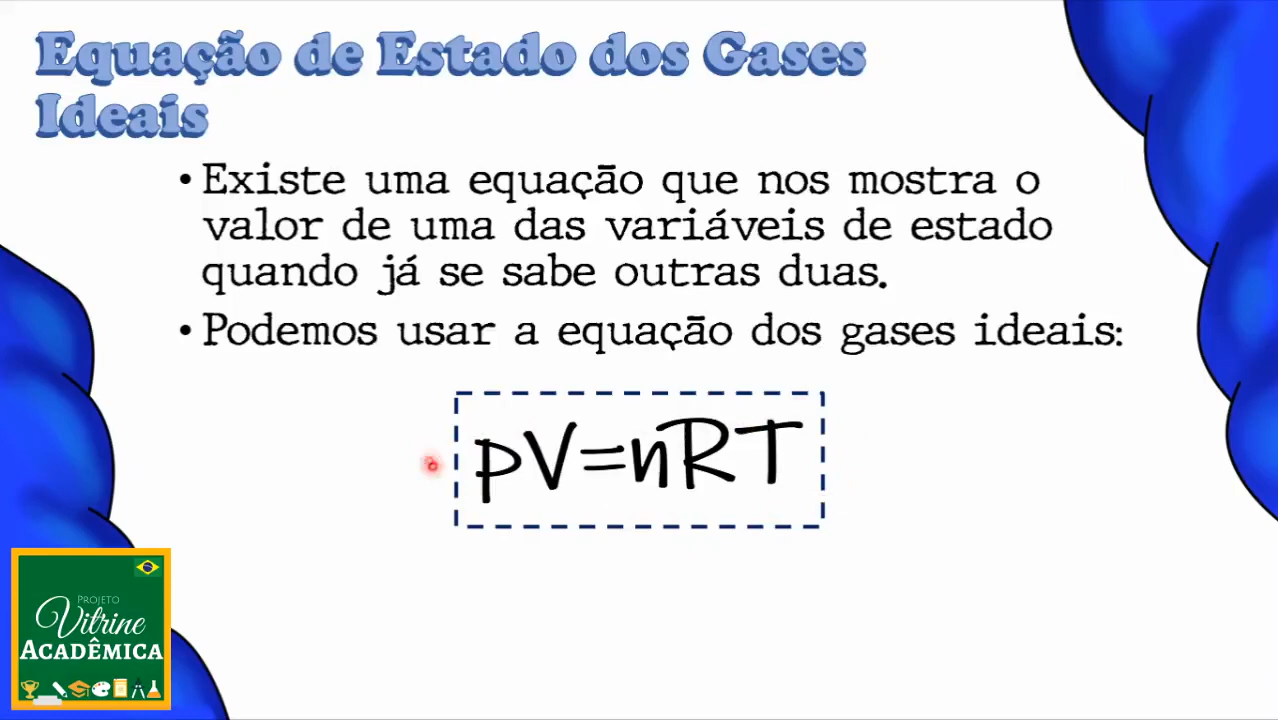 Equação de Estado dos Gases
Ideais
• Existe uma equação que nos mostra o
valor de uma das variáveis de estado
quando já se sabe outras duas.
• Podemos usar a equação dos gases ideais:
pV=nRT
PROJETO
Vitrine
ACADÊMICA